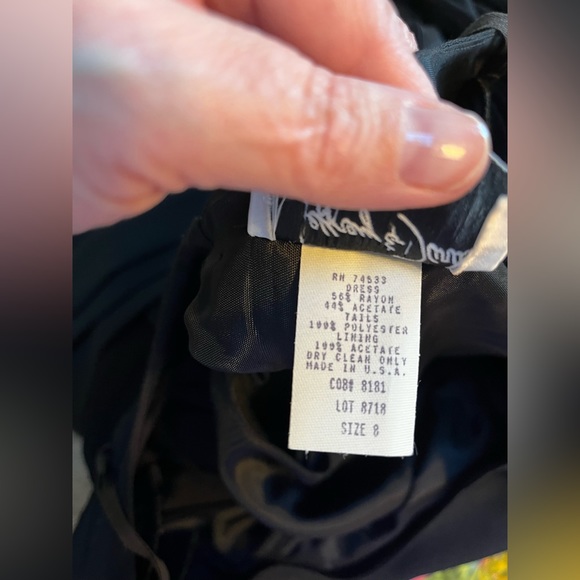 RN 74533
DRESS
56% RAYON
44% ACETATE
TAILS
100% POLYESTER
LINING
100% ACETATE
DRY CLEAN ONLY
MADE IN U.S.A.
COB# 8181
LOT 8718
SIZE 8